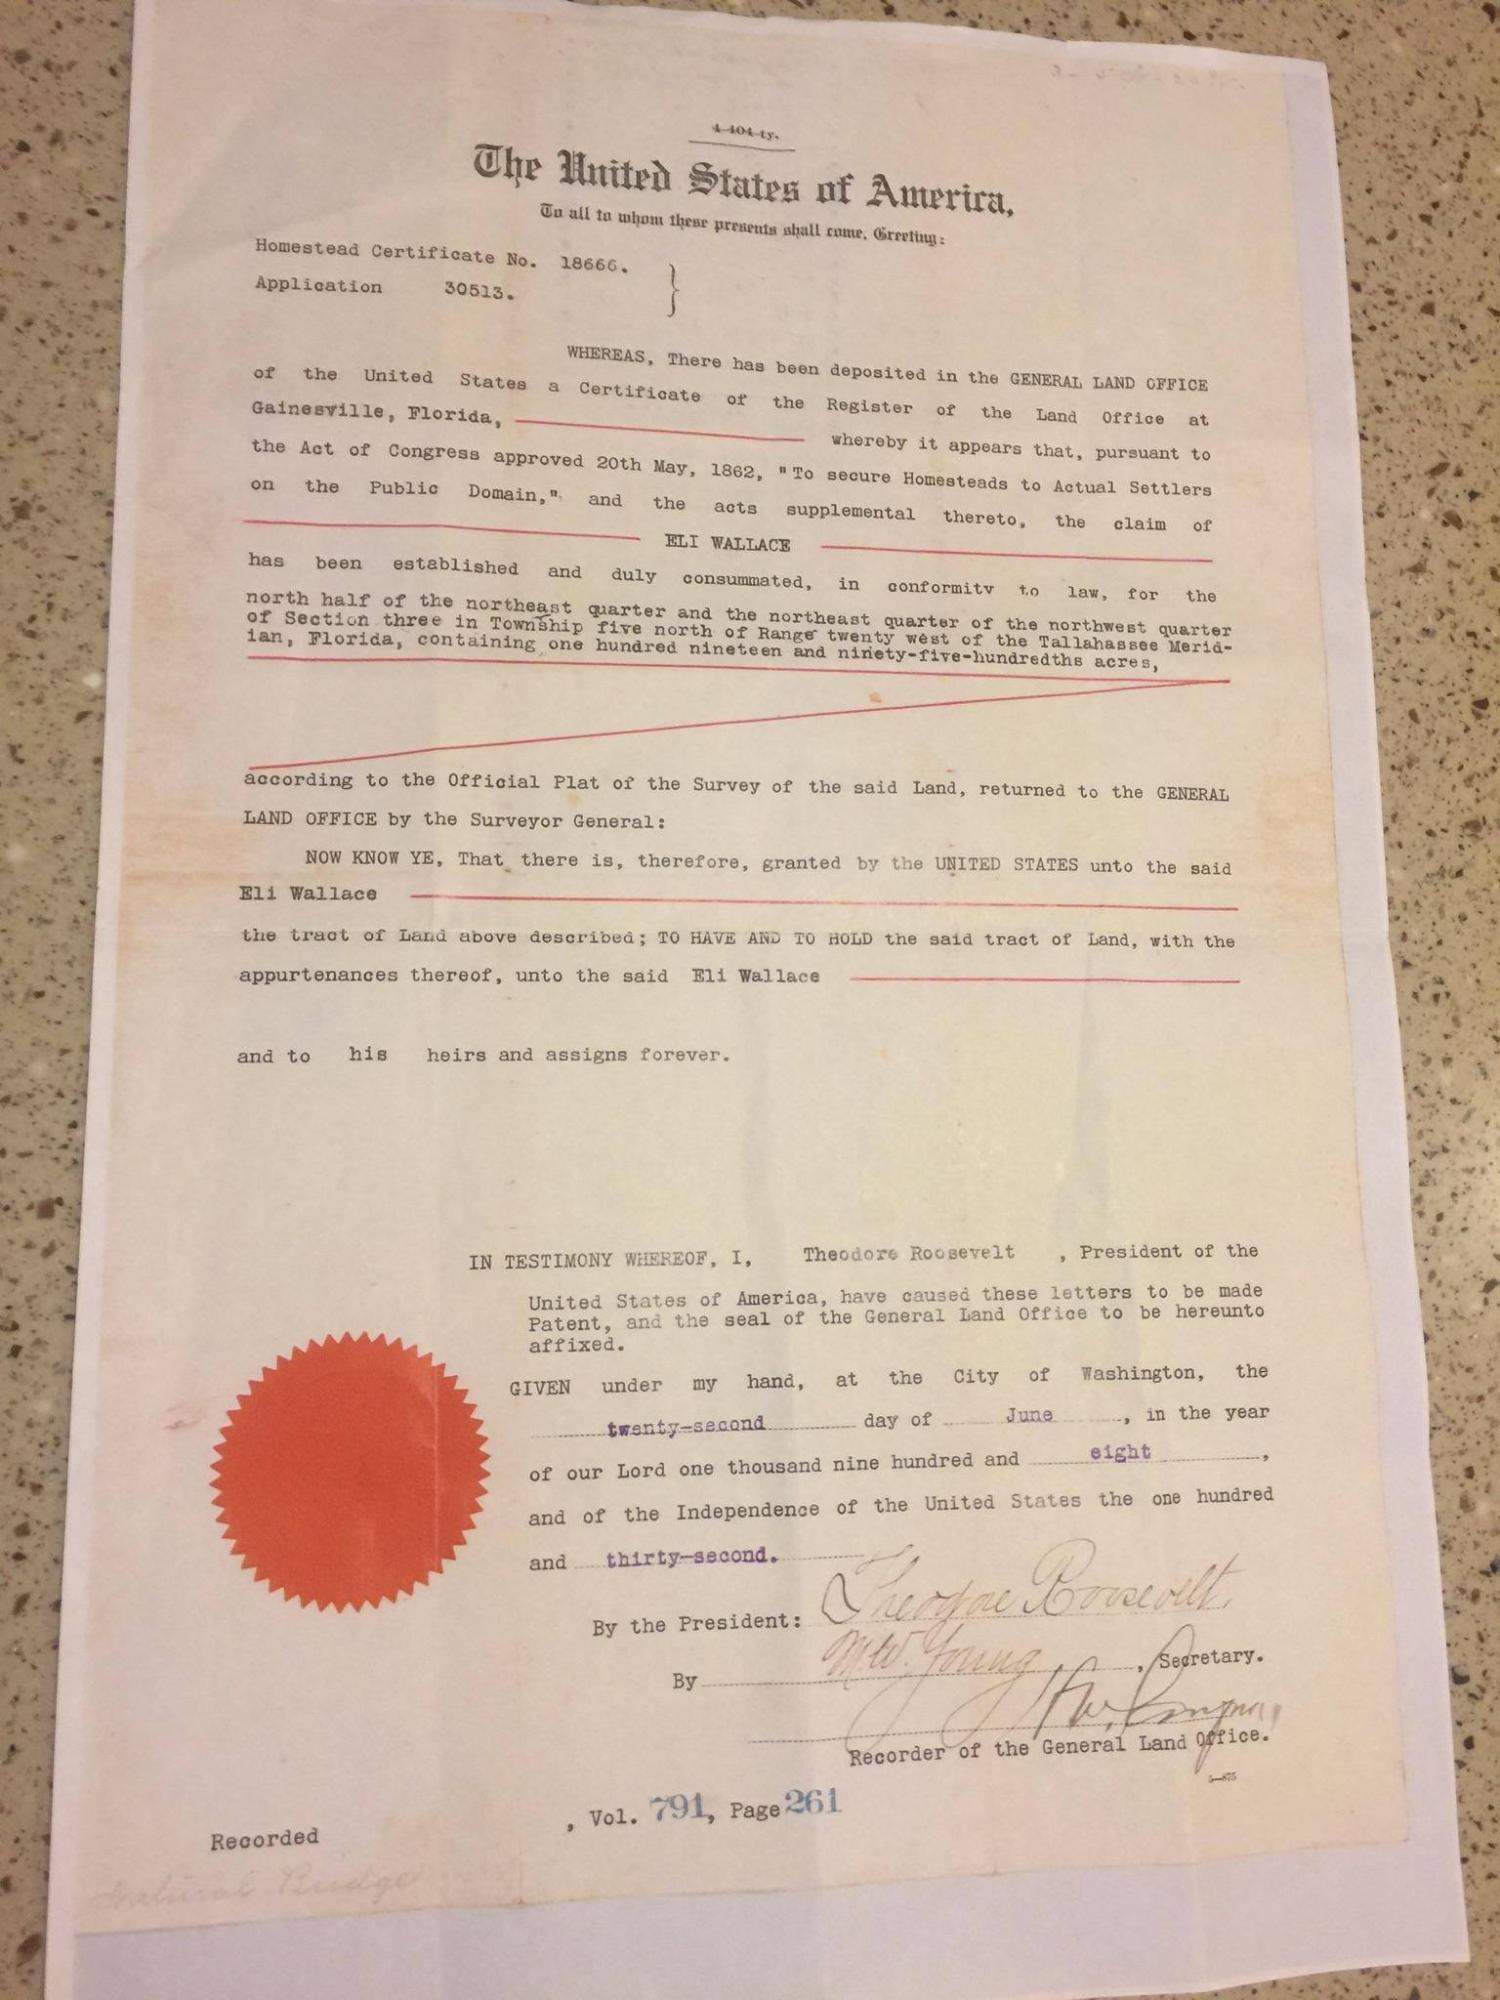 4-404-ty.
The United States of America,
To all to whom these presents shall come, Greeting:
Homestead Certificate No. 18666.
Application 30513.
WHEREAS, There has been deposited in the GENERAL LAND OFFICE
of the United States a Certificate of the Register of the Land Office at
Gainesville, Florida, whereby it appears that, pursuant to
the Act of Congress approved 20th May, 1862, "To secure Homesteads to Actual Settlers
on the Public Domain," and the acts supplemental thereto, the claim of
ELI WALLACE
has been established and duly consummated, in conformity to law, for the
north half of the northeast quarter and the northeast quarter of the northwest quarter
of Section three in Township five north of Range twenty west of the Tallahassee Merid-
ian, Florida, containing one hundred nineteen and ninety-five-hundredths acres,
according to the Official Plat of the Survey of the said Land, returned to the GENERAL
LAND OFFICE by the Surveyor General:
NOW KNOW YE, That there is, therefore, granted by the UNITED STATES unto the said
Eli Wallace
the tract of Land above described; TO HAVE AND TO HOLD the said tract of Land, with the
appurtenances thereof, unto the said Eli Wallace
and to his heirs and assigns forever.
IN TESTIMONY WHEREOF, I, Theodore Roosevelt , President of the
United States of America, have caused these letters to be made
Patent, and the seal of the General Land Office to be hereunto
affixed.
GIVEN under my hand, at the City of Washington, the
twenty-second day of June , in the year
of our Lord one thousand nine hundred and eight ,
and of the Independence of the United States the one hundred
and thirty-second.
By the President: Theodore Roosevelt
By M.W. Young , Secretary.
Recorder of the General Land Office.
Recorded , Vol. 791, Page 261
Natural Bridge